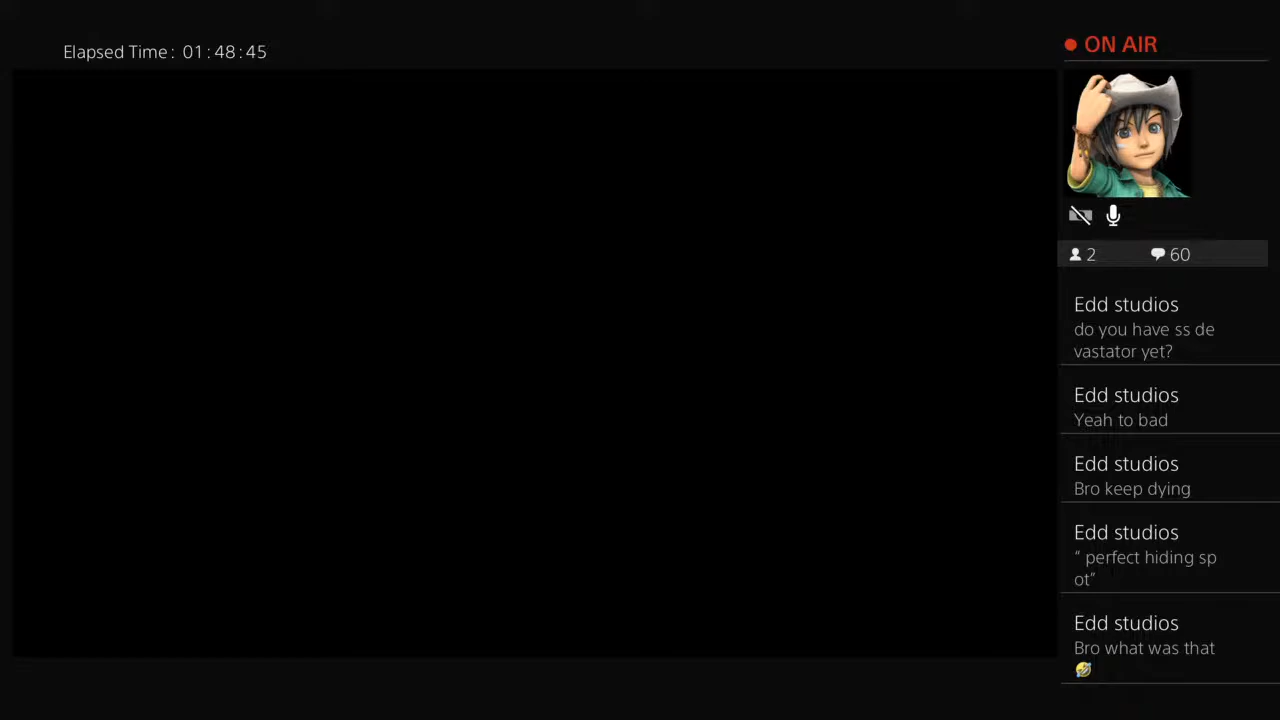 Elapsed Time: 01:48:45
ON AIR
2 60
Edd studios
do you have ss de
vastator yet?
Edd studios
Yeah to bad
Edd studios
Bro keep dying
Edd studios
“ perfect hiding sp
ot”
Edd studios
Bro what was that
🤣